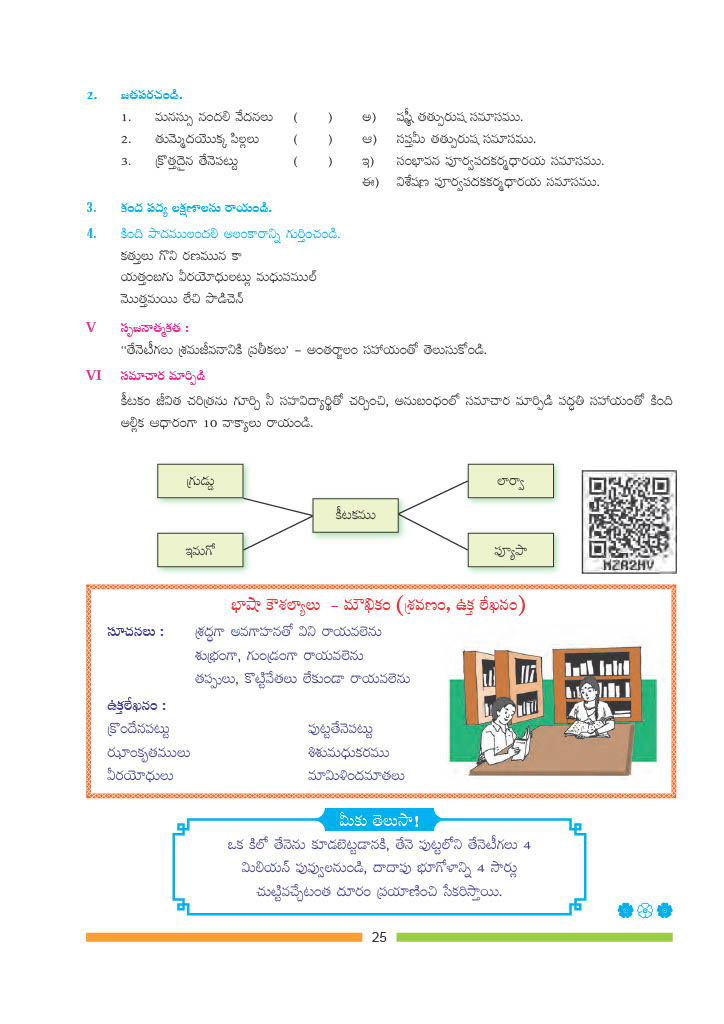 2. జతపరచండి.
1. మనస్సు నందలి వేదనలు ( ) అ) షష్ఠీ తత్పురుష సమాసము.
2. తుమ్మెదయొక్క పిల్లలు ( ) ఆ) సప్తమీ తత్పురుష సమాసము.
3. క్రొత్తదైన తేనెపట్టు ( ) ఇ) సంభావన పూర్వపదకర్మధారయ సమాసము.
ఈ) విశేషణ పూర్వపదకకర్మధారయ సమాసము.
3. కంద పద్య లక్షణాలను రాయండి.
4. కింది పాదములందలి అలంకారాన్ని గుర్తించండి.
కత్తులు గొని రణమున కా
యత్తంబగు వీరయోధులట్లు మధుపముల్
మొత్తమయి లేచి పొడిచెన్
V సృజనాత్మకత :
"తేనెటీగలు శ్రమజీవనానికి ప్రతీకలు' – అంతర్జాలం సహాయంతో తెలుసుకోండి.
VI సమాచార మార్పిడి
కీటకం జీవిత చరిత్రను గూర్చి నీ సహవిద్యార్థితో చర్చించి, అనుబంధంలో సమాచార మార్పిడి పద్ధతి సహాయంతో కింది
అల్లిక ఆధారంగా 10 వాక్యాలు రాయండి.
గ్రుడ్డు
లార్వా
కీటకము
ఇమగో
ప్యూపా
MZA2MV
భాషా కౌశల్యాలు – మౌఖికం (శ్రవణం, ఉక్త లేఖనం)
సూచనలు : శ్రద్ధగా అవగాహనతో విని రాయవలెను
శుభ్రంగా, గుండ్రంగా రాయవలెను
తప్పులు, కొట్టివేతలు లేకుండా రాయవలెను
ఉక్తలేఖనం :
క్రొందేనపట్టు పుట్టతేనెపట్టు
ఝాంకృతములు శిశుమధుకరము
వీరయోధులు మామిళిందమాతలు
మీకు తెలుసా!
ఒక కిలో తేనెను కూడబెట్టడానకి, తేనె పుట్టలోని తేనెటీగలు 4
మిలియన్ పువ్వులనుండి, దాదాపు భూగోళాన్ని 4 సార్లు
చుట్టివచ్చేటంత దూరం ప్రయాణించి సేకరిస్తాయి.
25